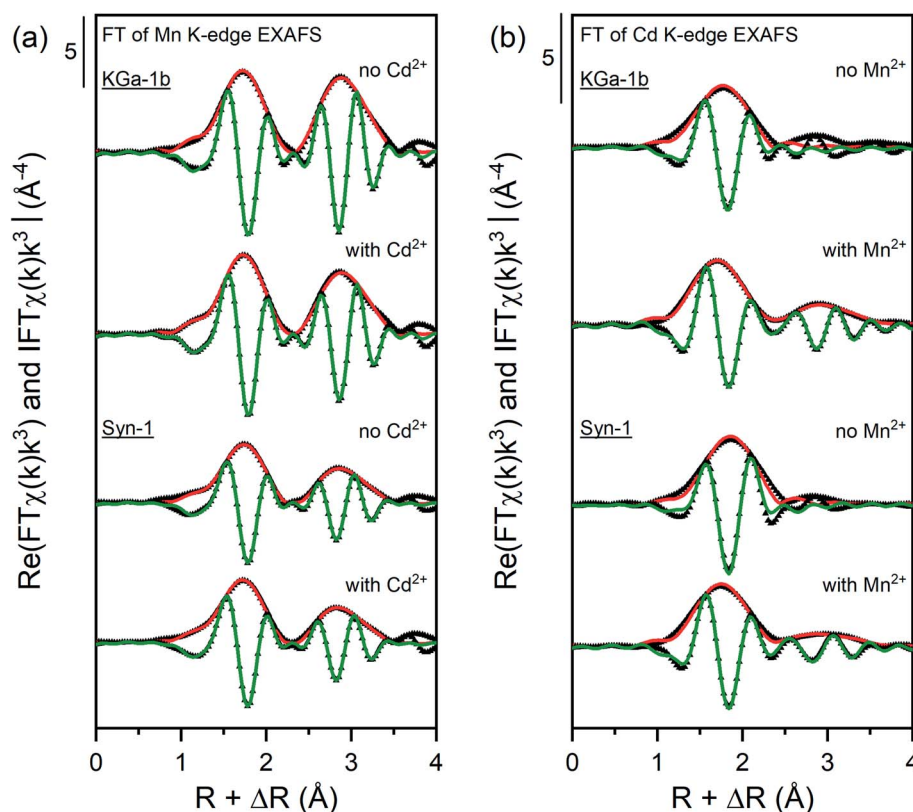 (a)
5
FT of Mn K-edge EXAFS
KGa-1b
no Cd²⁺
with Cd²⁺
Syn-1
no Cd²⁺
with Cd²⁺
Re(FTχ(k)k³) and IFTχ(k)k³ | (Å⁻⁴)
0 1 2 3 4
R + ΔR (Å)
(b)
5
FT of Cd K-edge EXAFS
KGa-1b
no Mn²⁺
with Mn²⁺
Syn-1
no Mn²⁺
with Mn²⁺
Re(FTχ(k)k³) and IFTχ(k)k³ | (Å⁻⁴)
0 1 2 3 4
R + ΔR (Å)